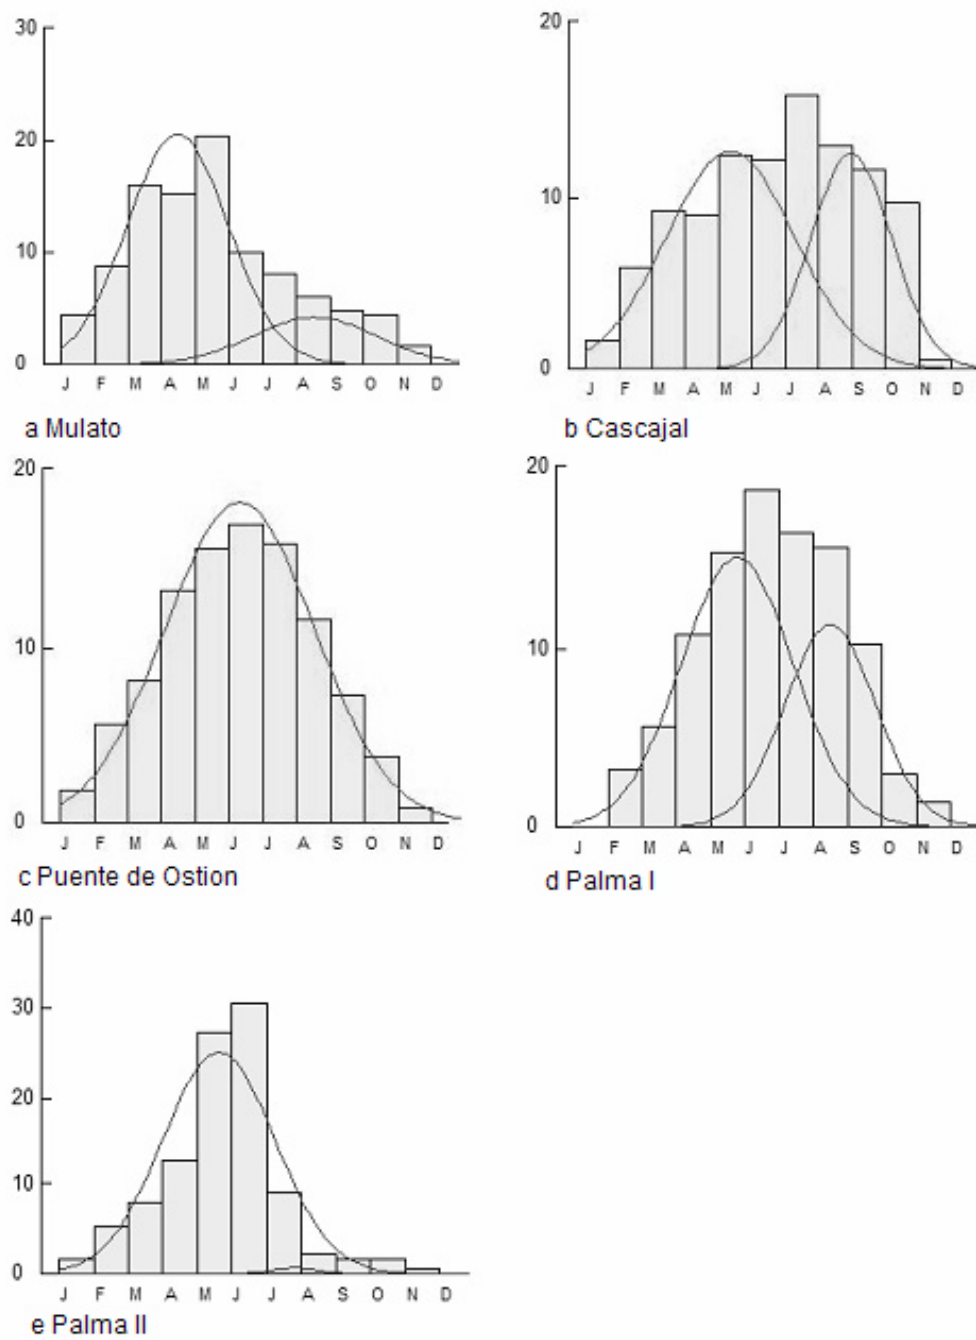 30
20
10
0
J F M A M J J A S O N D
a Mulato
20
10
0
J F M A M J J A S O N D
b Cascajal
20
10
0
J F M A M J J A S O N D
c Puente de Ostion
20
10
0
J F M A M J J A S O N D
d Palma I
40
30
20
10
0
J F M A M J J A S O N D
e Palma II